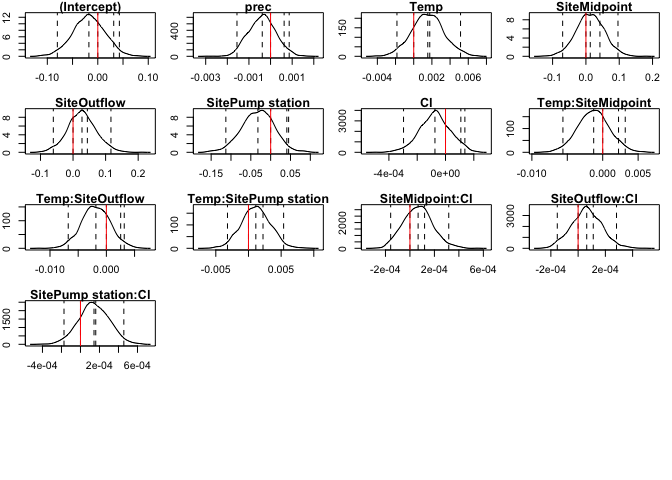 (Intercept)
prec
Temp
SiteMidpoint
0 4 8 12
0 400
0 150
0 4 8
-0.10 0.00 0.10
-0.003 -0.001 0.001
-0.004 0.002 0.006
-0.1 0.0 0.1 0.2
SiteOutflow
SitePump station
Cl
Temp:SiteMidpoint
0 4 8
0 4 8
0 3000
0 100
-0.1 0.0 0.1 0.2
-0.15 -0.05 0.05
-4e-04 0e+00
-0.010 0.000 0.005
Temp:SiteOutflow
Temp:SitePump station
SiteMidpoint:Cl
SiteOutflow:Cl
0 150
0 100
0 2000
0 3000
-0.010 0.000
-0.005 0.005
-2e-04 2e-04 6e-04
-2e-04 2e-04
SitePump station:Cl
0 1500
-4e-04 2e-04 6e-04